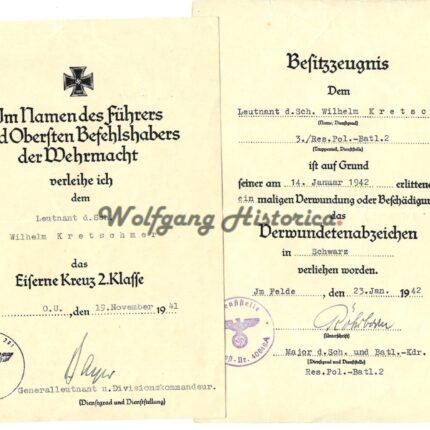 Im Namen des Führers
d Obersten Befehlshabers
der Wehrmacht
verleihe ich
dem
Leutnant d.Sch.
Wilhelm Kretschmer
das
Eiserne Kreuz 2.Klasse
O.U., den 19.November 1941
Generalleutnant u.Divisionskommandeur.
(Dienstgrad und Dienststellung)
Besitzzeugnis
Dem
Leutnant d.Sch. Wilhelm Kretsc
(Name, Dienstgrad)
3./Res.Pol.-Batl.2
(Truppenteil, Dienststelle)
ist auf Grund
seiner am 14. Januar 1942 erlittene
ein maligen Verwundung oder Beschädigun
das
Verwundetenabzeichen
in Schwarz
verliehen worden.
Jm Felde, den 23.Jan. 1942
(Unterschrift)
Major d.Sch. und Batl.-Kdr.
(Dienstgrad und Dienststelle)
Res.Pol.-Batl.2
Wolfgang Historica